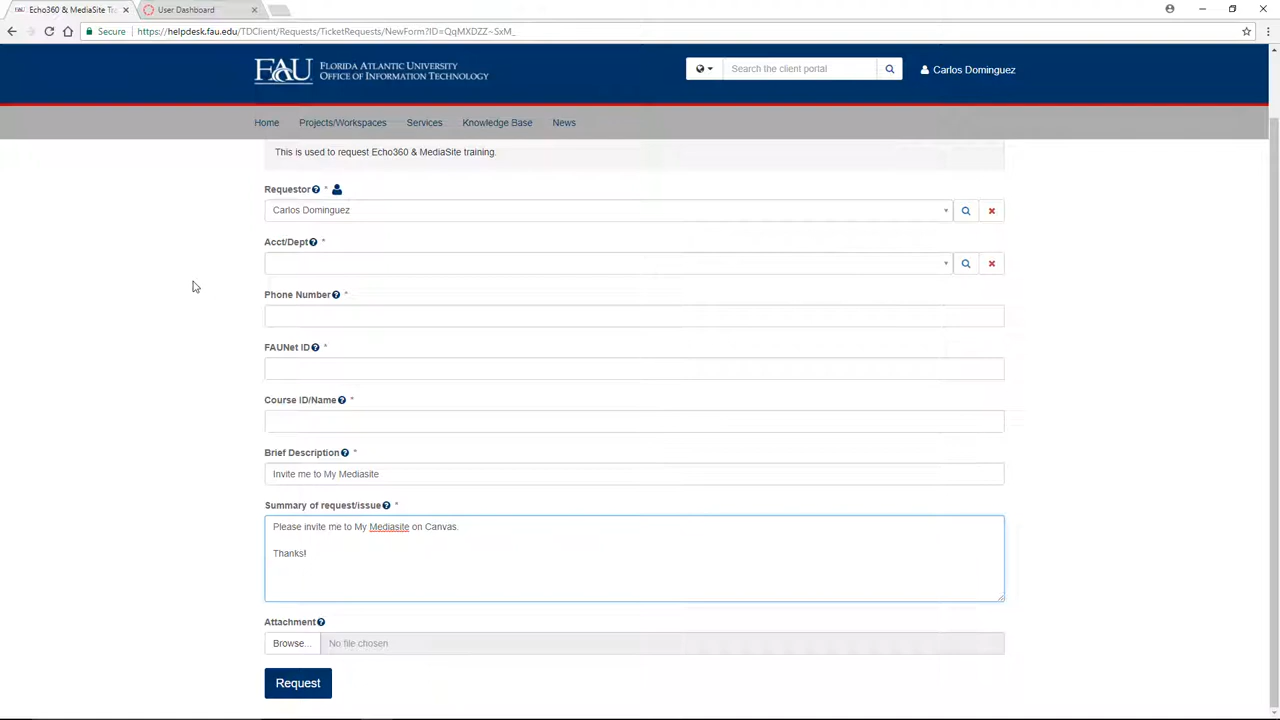 Echo360 & MediaSite Tra
User Dashboard
Secure https://helpdesk.fau.edu/TDClient/Requests/TicketRequests/NewForm?ID=QqMXDZZ~SxM_
FAU FLORIDA ATLANTIC UNIVERSITY
OFFICE OF INFORMATION TECHNOLOGY
Search the client portal
Carlos Dominguez
Home Projects/Workspaces Services Knowledge Base News
This is used to request Echo360 & MediaSite training.
Requestor *
Carlos Dominguez
Acct/Dept *
Phone Number *
FAUNet ID *
Course ID/Name *
Brief Description *
Invite me to My Mediasite
Summary of request/issue *
Please invite me to My Mediasite on Canvas.
Thanks!
Attachment
Browse... No file chosen
Request